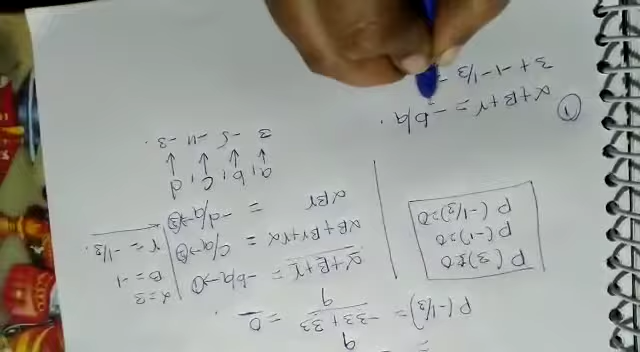 = 9
P(-1/3) = -33+33 / 9 = 0
P(3)=0
P(-1)=0
P(-1/3)=0
α+β+γ = -b/a → ①
αβ+βγ+γα = c/a → ②
αβγ = -d/a → ③
α=3
β=-1
γ=-1/3.
a, b, c, d
↑ ↑ ↑ ↑
3 -5 -11 -3.
① α+β+γ = -b/a.
3+-1-1/3 =